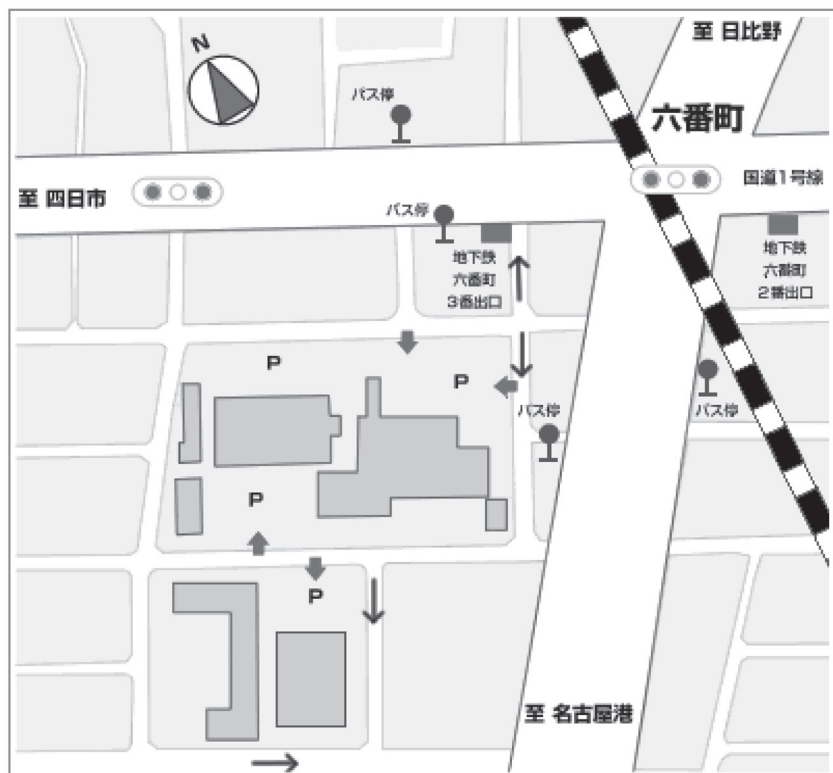 至 日比野
N
バス停
六番町
国道1号線
至 四日市
バス停
地下鉄
六番町
3番出口
地下鉄
六番町
2番出口
P
P
バス停
バス停
P
P
至 名古屋港